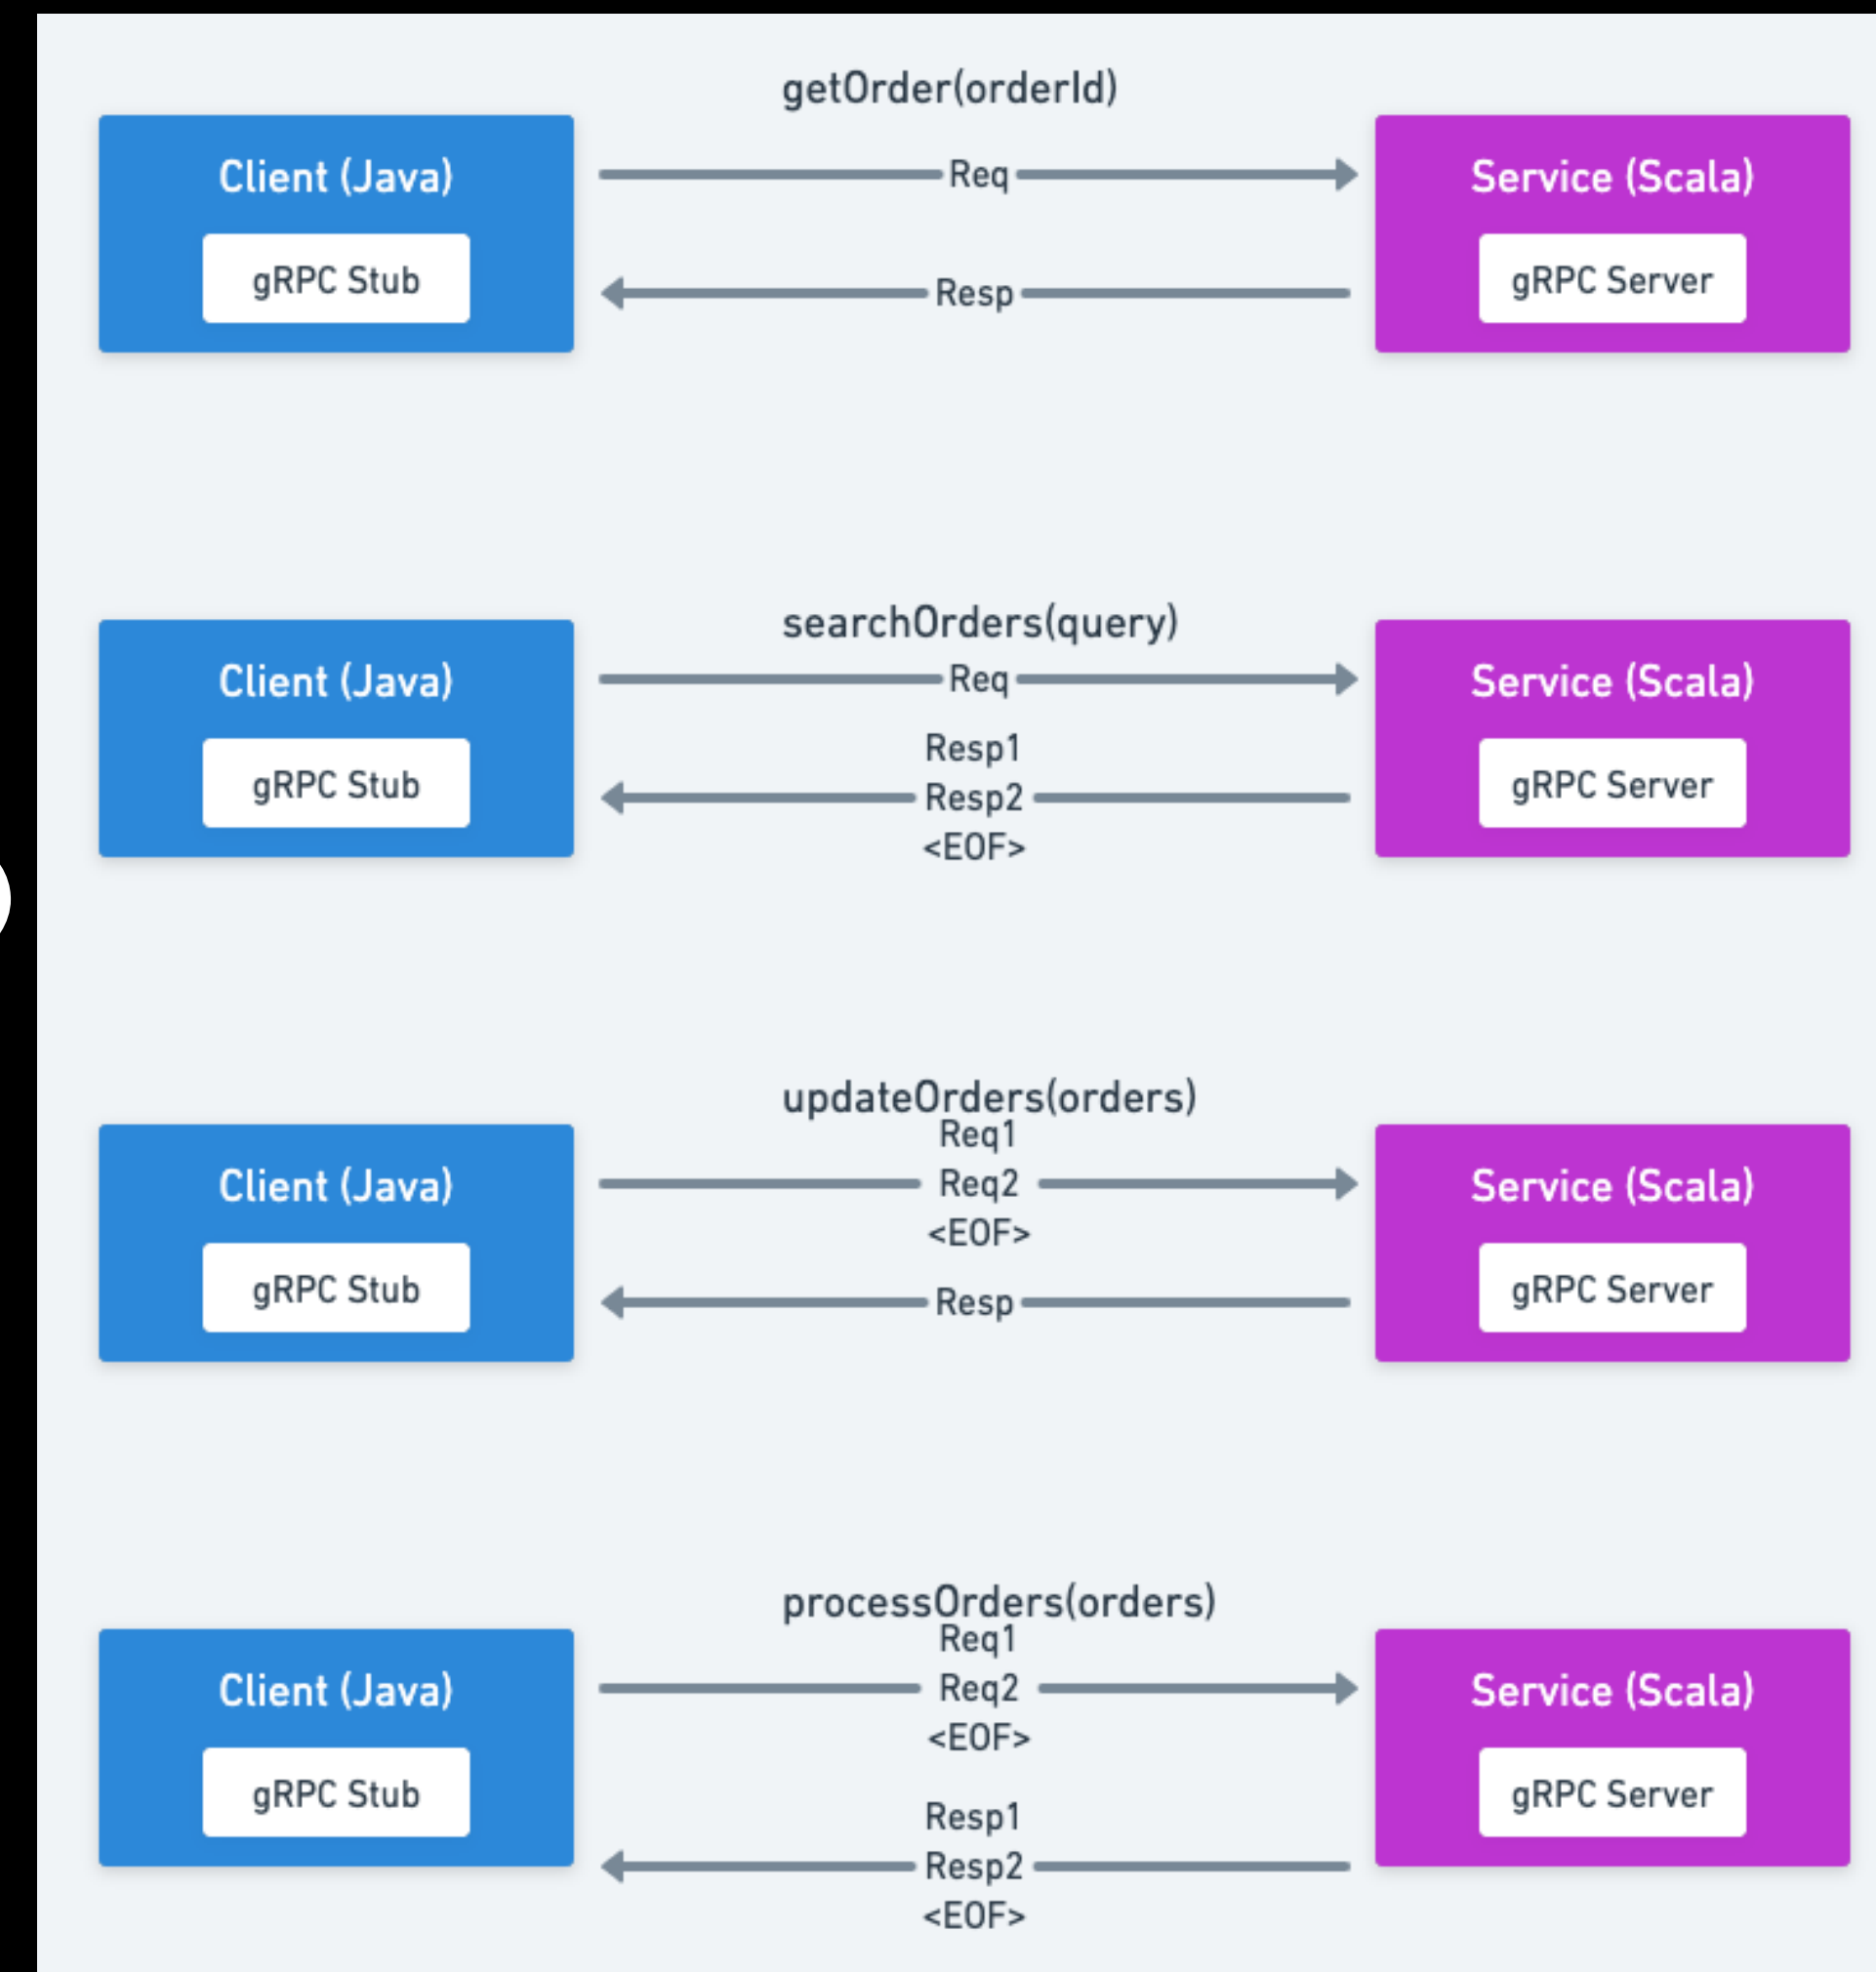 getOrder(orderId)
Client (Java)
Req
Service (Scala)
gRPC Stub
Resp
gRPC Server
searchOrders(query)
Client (Java)
Req
Service (Scala)
Resp1
gRPC Stub
Resp2
gRPC Server
<EOF>
updateOrders(orders)
Req1
Client (Java)
Req2
Service (Scala)
<EOF>
gRPC Stub
Resp
gRPC Server
processOrders(orders)
Req1
Client (Java)
Req2
Service (Scala)
<EOF>
gRPC Stub
gRPC Server
Resp1
Resp2
<EOF>